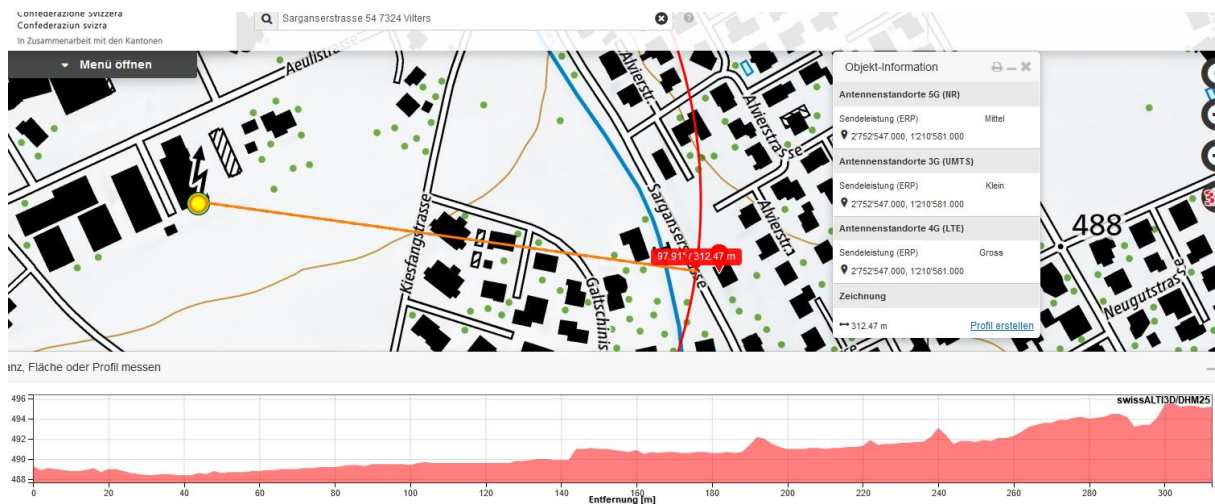 Confederazione Svizzera
Confederaziun svizra
In Zusammenarbeit mit den Kantonen
Sarganserstrasse 54 7324 Vilters
Menü öffnen
Aeulistrasse
Alvierstr.
Alvierstrasse
Sarganserstrasse
Alvierstr.
Kiesfangstrasse
Galtschinis
97.91° / 312.47 m
488
Neugutstrasse
Objekt-Information
Antennenstandorte 5G (NR)
Sendeleistung (ERP) Mittel
2'752'547.000, 1'210'581.000
Antennenstandorte 3G (UMTS)
Sendeleistung (ERP) Klein
2'752'547.000, 1'210'581.000
Antennenstandorte 4G (LTE)
Sendeleistung (ERP) Gross
2'752'547.000, 1'210'581.000
Zeichnung
312.47 m Profil erstellen
anz, Fläche oder Profil messen
swissALTI3D/DHM25
496
494
492
490
488
0 20 40 60 80 100 120 140 160 180 200 220 240 260 280 300
Entfernung [m]